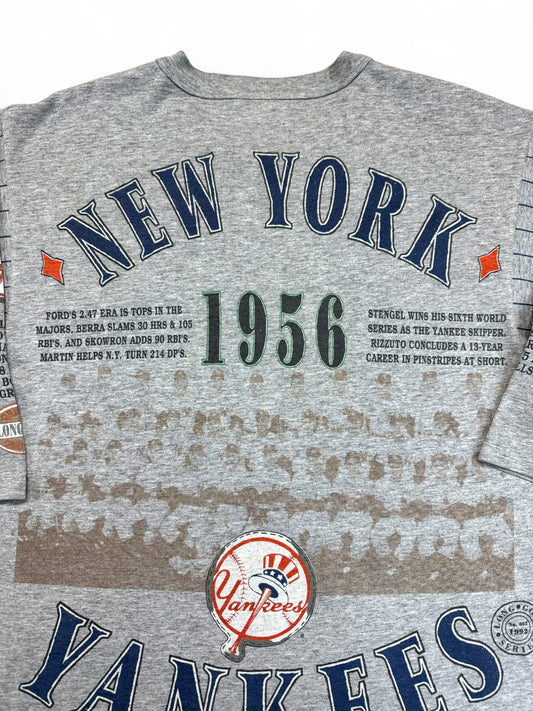 NEW YORK
1956
FORD'S 2.47 ERA IS TOPS IN THE
MAJORS, BERRA SLAMS 30 HRS & 105
RBI'S, AND SKOWRON ADDS 90 RBI'S.
MARTIN HELPS N.Y. TURN 214 DP'S.
STENGEL WINS HIS SIXTH WORLD
SERIES AS THE YANKEE SKIPPER.
RIZZUTO CONCLUDES A 13-YEAR
CAREER IN PINSTRIPES AT SHORT.
Yankees
YANKEES
1992
SERIES